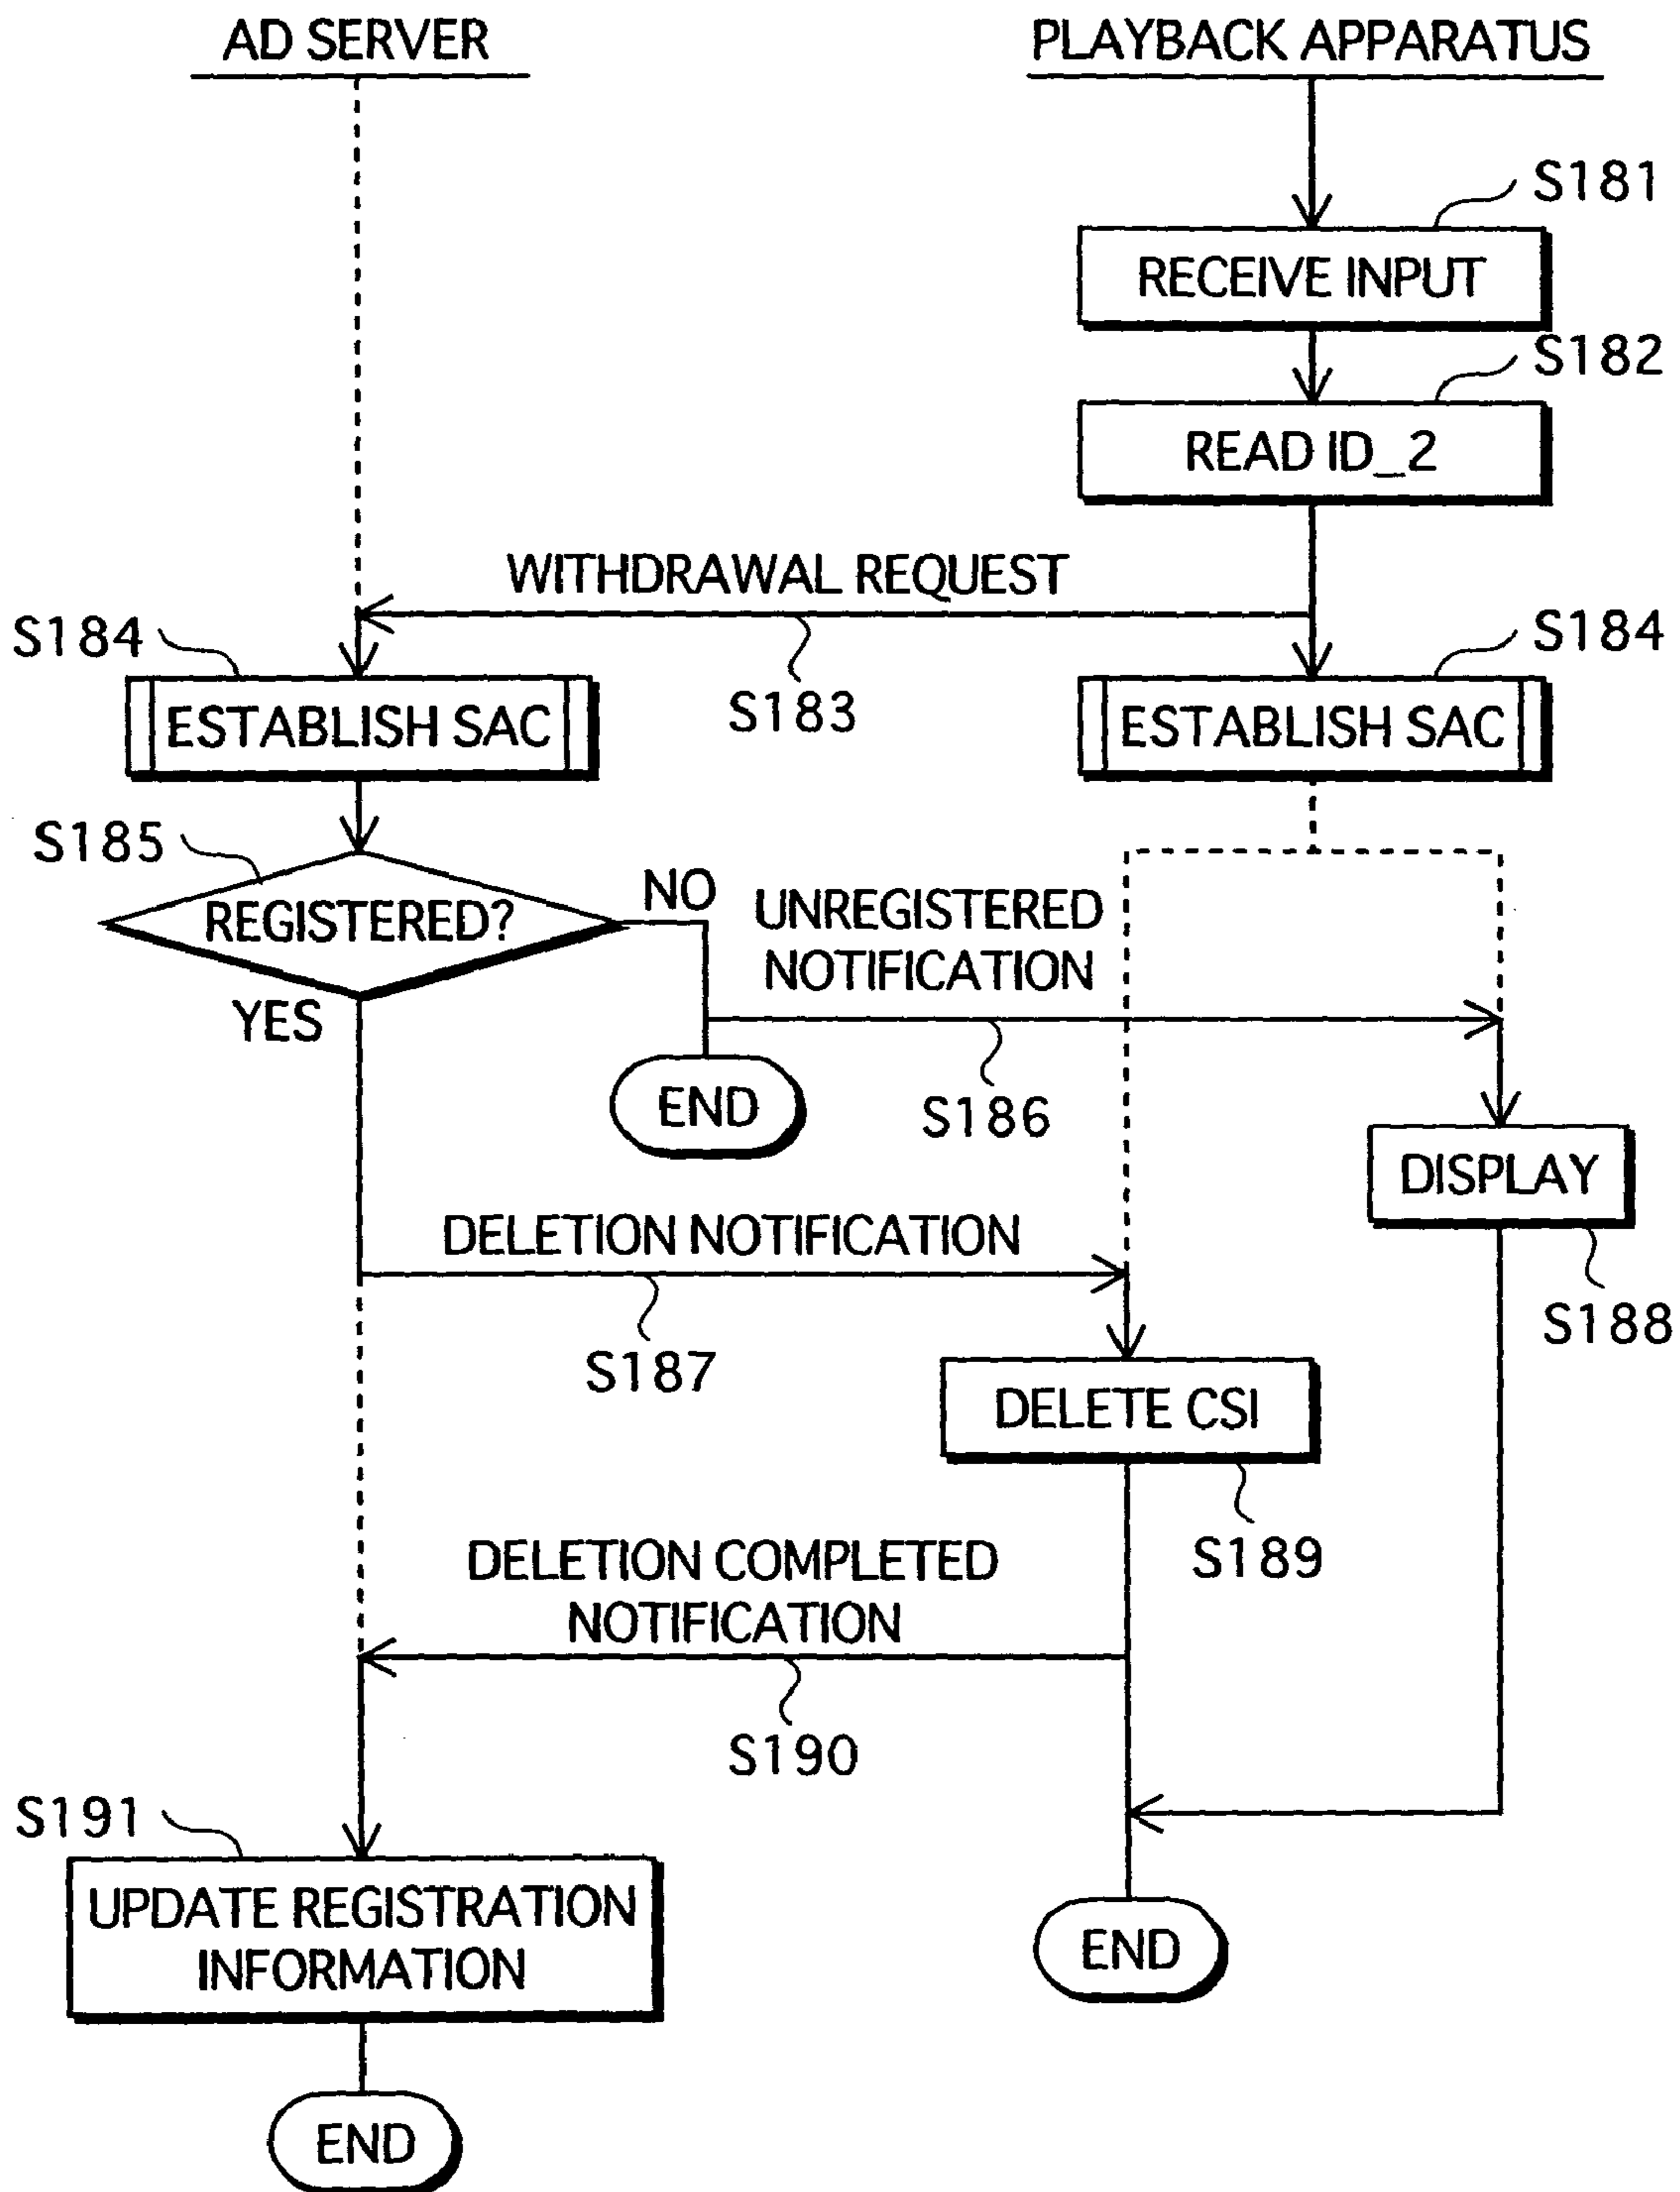 AD SERVER
PLAYBACK APPARATUS
S181
RECEIVE INPUT
S182
READ ID_2
WITHDRAWAL REQUEST
S183
S184
ESTABLISH SAC
S184
ESTABLISH SAC
S185
REGISTERED?
NO
YES
UNREGISTERED
NOTIFICATION
END
S186
DISPLAY
S188
DELETION NOTIFICATION
S187
DELETE CSI
S189
DELETION COMPLETED
NOTIFICATION
S190
S191
UPDATE REGISTRATION
INFORMATION
END
END